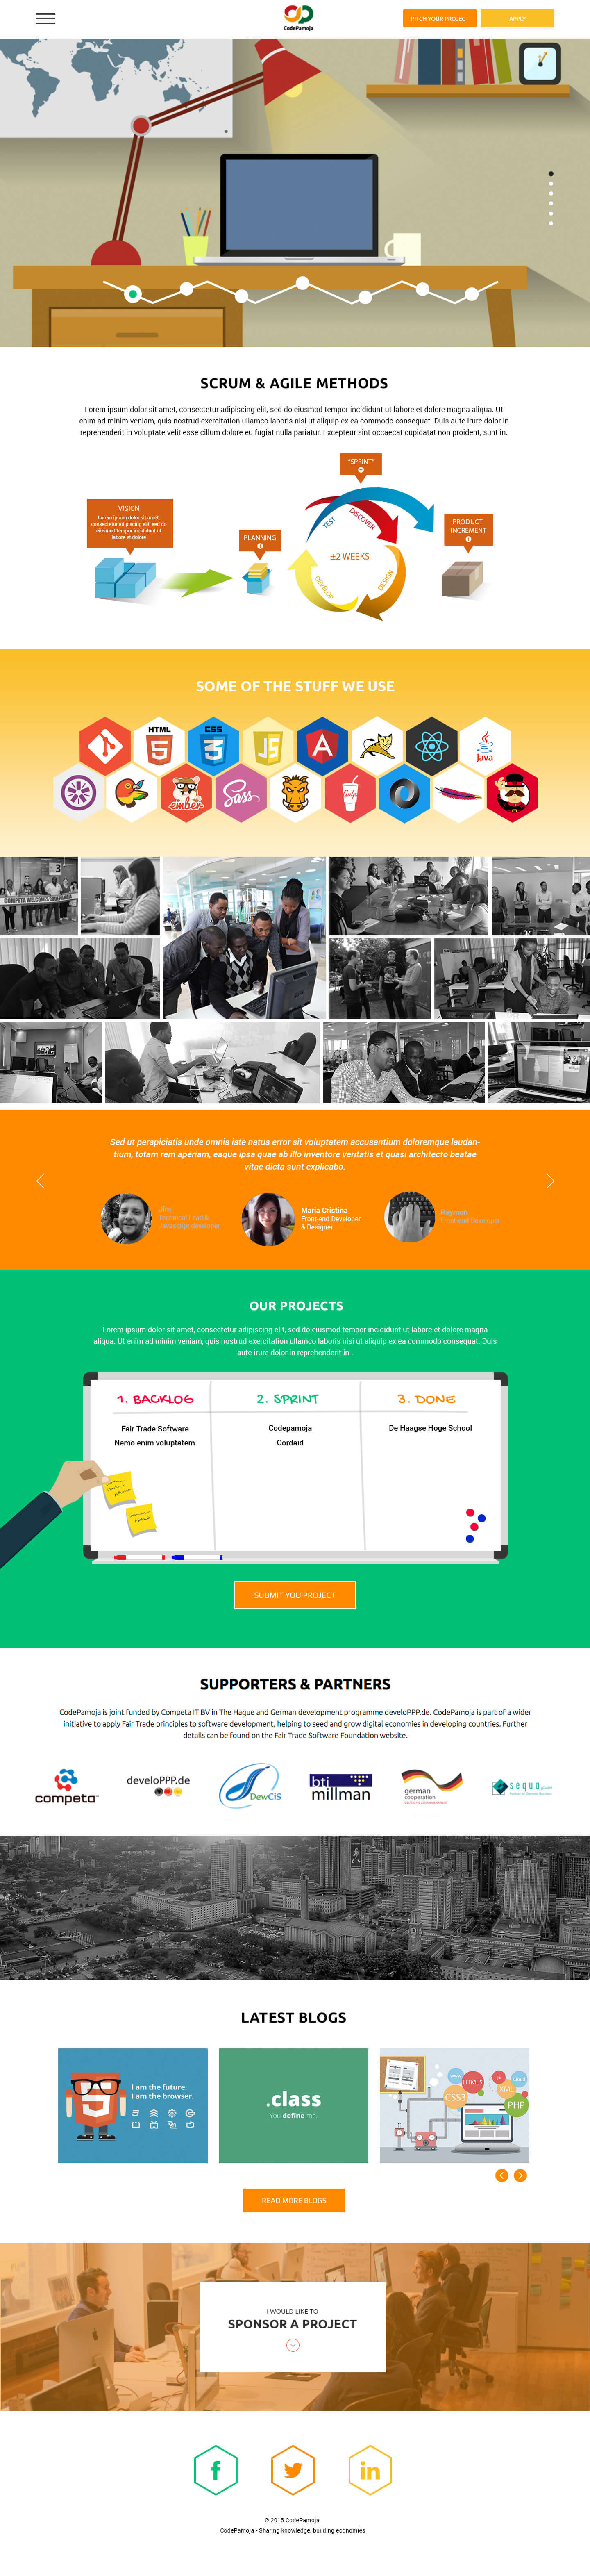 CodePamoja
PITCH YOUR PROJECT
APPLY
SCRUM & AGILE METHODS
Lorem ipsum dolor sit amet, consectetur adipiscing elit, sed do eiusmod tempor incididunt ut labore et dolore magna aliqua. Ut
enim ad minim veniam, quis nostrud exercitation ullamco laboris nisi ut aliquip ex ea commodo consequat  Duis aute irure dolor in
reprehenderit in voluptate velit esse cillum dolore eu fugiat nulla pariatur. Excepteur sint occaecat cupidatat non proident, sunt in.
"SPRINT"
VISION
Lorem ipsum dolor sit amet,
consectetur adipiscing elit, sed do
eiusmod tempor incididunt ut
labore et dolore
PLANNING
PRODUCT
INCREMENT
TEST
DISCOVER
±2 WEEKS
DEVELOP
DESIGN
SOME OF THE STUFF WE USE
HTML
5
CSS
3
JS
A
Java
ember
Sass
Gulp
3
COMPETA WELCOMES
Sed ut perspiciatis unde omnis iste natus error sit voluptatem accusantium doloremque laudan-
tium, totam rem aperiam, eaque ipsa quae ab illo inventore veritatis et quasi architecto beatae
vitae dicta sunt explicabo.
Jim
Technical Lead &
Javascript developer
Maria Cristina
Front-end Developer
& Designer
Front-end Developer
OUR PROJECTS
Lorem ipsum dolor sit amet, consectetur adipiscing elit, sed do eiusmod tempor incididunt ut labore et dolore magna
aliqua. Ut enim ad minim veniam, quis nostrud exercitation ullamco laboris nisi ut aliquip ex ea commodo consequat. Duis
aute irure dolor in reprehenderit in .
1. BACKLOG
2. SPRINT
3. DONE
Fair Trade Software
Codepamoja
De Haagse Hoge School
Nemo enim voluptatem
Cordaid
SUBMIT YOU PROJECT
SUPPORTERS & PARTNERS
CodePamoja is joint funded by Competa IT BV in The Hague and German development programme develoPPP.de. CodePamoja is part of a wider
initiative to apply Fair Trade principles to software development, helping to seed and grow digital economies in developing countries. Further
details can be found on the Fair Trade Software Foundation website.
competa
develoPPP.de
DewCis
bti
millman
german
cooperation
sequa
LATEST BLOGS
I am the future.
I am the browser.
5
.class
You define me.
www
HTML5
JS
Cloud
CSS3
XML
PHP
READ MORE BLOGS
I WOULD LIKE TO
SPONSOR A PROJECT
f
in
© 2015 CodePamoja
CodePamoja - Sharing knowledge, building economies